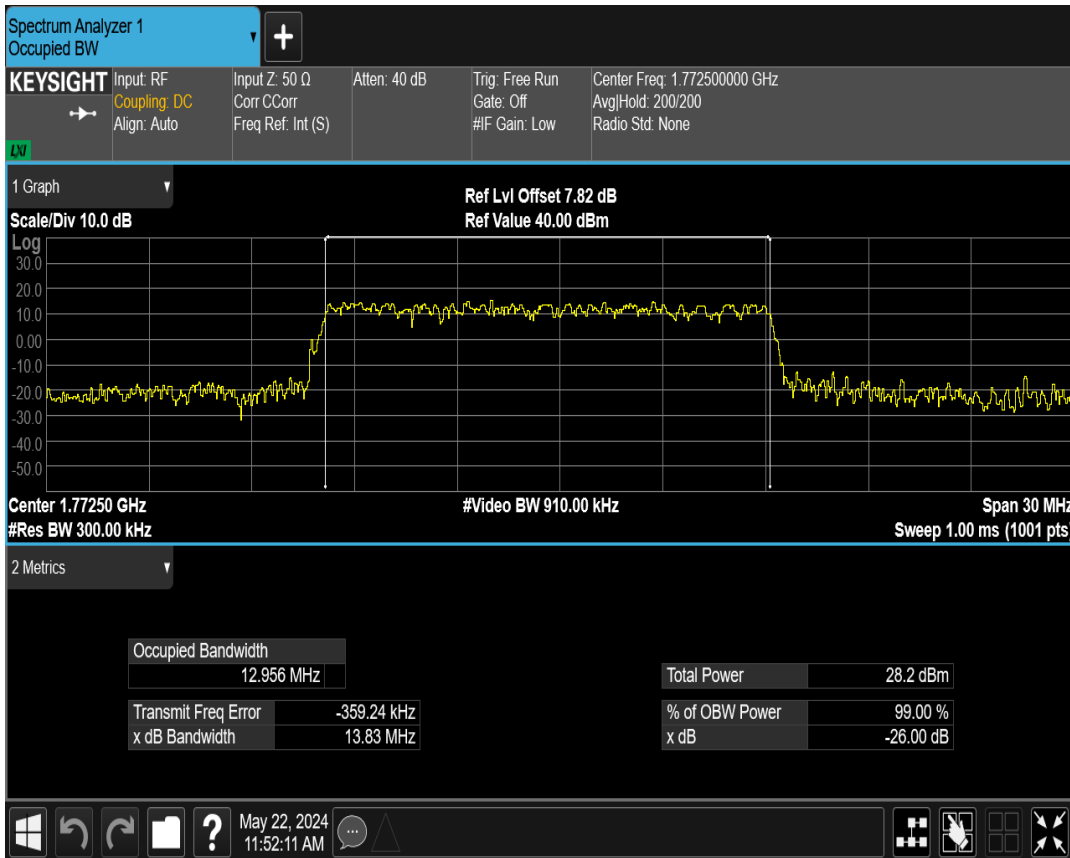 Spectrum Analyzer 1
Occupied BW
+
KEYSIGHT
LXI
Input: RF
Coupling: DC
Align: Auto
Input Z: 50 Ω
Corr CCorr
Freq Ref: Int (S)
Atten: 40 dB
Trig: Free Run
Gate: Off
#IF Gain: Low
Center Freq: 1.772500000 GHz
Avg|Hold: 200/200
Radio Std: None
1 Graph
Scale/Div 10.0 dB
Ref Lvl Offset 7.82 dB
Ref Value 40.00 dBm
Log
30.0
20.0
10.0
0.00
-10.0
-20.0
-30.0
-40.0
-50.0
Center 1.77250 GHz
#Video BW 910.00 kHz
Span 30 MHz
#Res BW 300.00 kHz
Sweep 1.00 ms (1001 pts)
2 Metrics
Occupied Bandwidth
12.956 MHz
Total Power 28.2 dBm
Transmit Freq Error -359.24 kHz
% of OBW Power 99.00 %
x dB Bandwidth 13.83 MHz
x dB -26.00 dB
?
May 22, 2024
11:52:11 AM